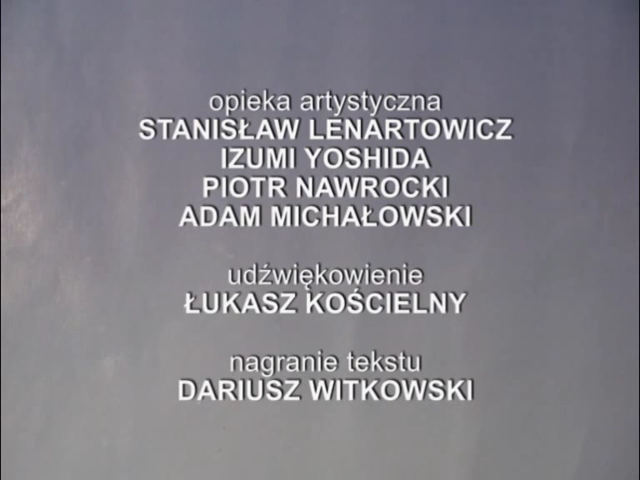 opieka artystyczna
STANISŁAW LENARTOWICZ
IZUMI YOSHIDA
PIOTR NAWROCKI
ADAM MICHAŁOWSKI
udźwiękowienie
ŁUKASZ KOŚCIELNY
nagranie tekstu
DARIUSZ WITKOWSKI